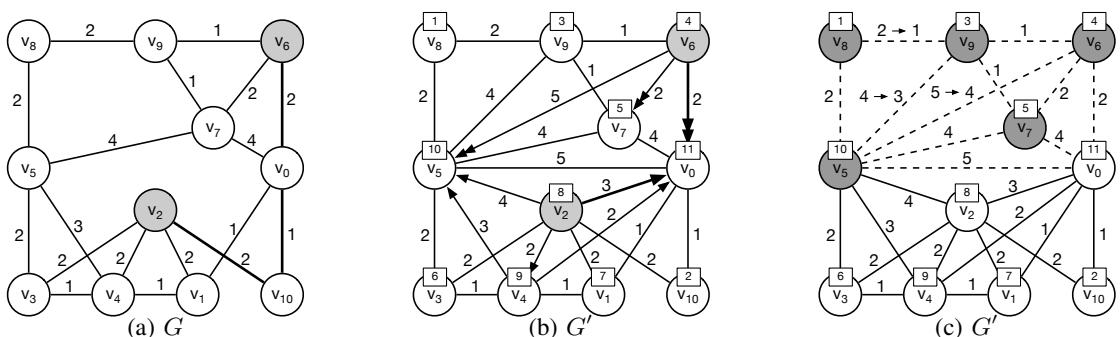 v8 2 v9 1 v6
2 1 2 2
v7
4 4
v5 v0
v2
2 3 2 2 2 1 1
2
v3 1 v4 1 v1 v10
(a) G
1 3 4
v8 2 v9 1 v6
2 4 5 1 2 2
5
v7
4 4
10 11
v5 5 v0
8
v2
4 3
2 3 2 2 2 2 2 1 1
6 9 7 2
v3 1 v4 1 v1 v10
(b) G′
1 3 4
v8 2 → 1 v9 1 v6
2 4 → 3 5 → 4 1 2 2
5
v7
4 4
10 11
v5 5 v0
8
v2
4 3
2 3 2 2 2 2 2 1 1
6 9 7 2
v3 1 v4 1 v1 v10
(c) G′